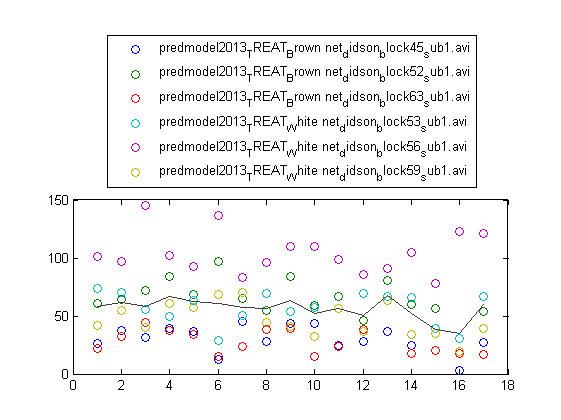 predmodel2013TREATBrown netdidsonblock45sub1.avi
predmodel2013TREATBrown netdidsonblock52sub1.avi
predmodel2013TREATBrown netdidsonblock63sub1.avi
predmodel2013TREATWhite netdidsonblock53sub1.avi
predmodel2013TREATWhite netdidsonblock56sub1.avi
predmodel2013TREATWhite netdidsonblock59sub1.avi
150
100
50
0
0 2 4 6 8 10 12 14 16 18